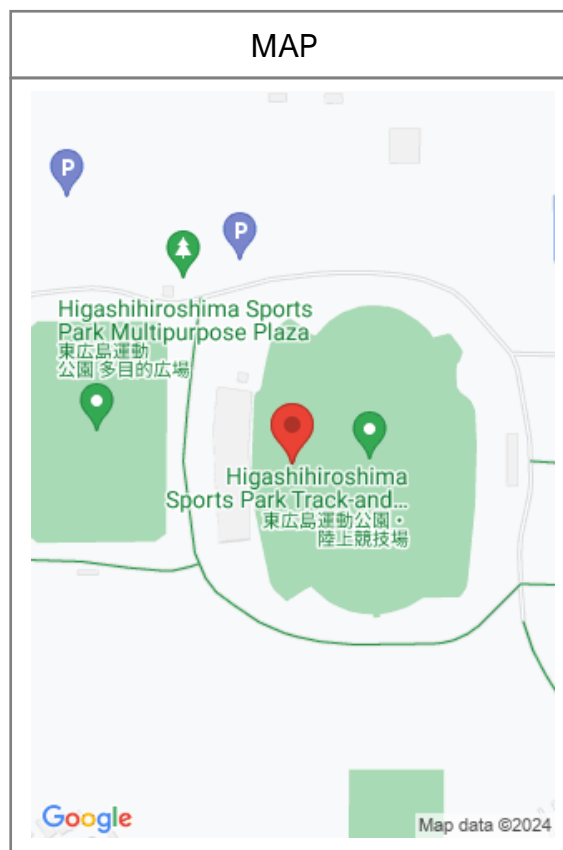 MAP
P
P
Higashihiroshima Sports
Park Multipurpose Plaza
東広島運動
公園 多目的広場
Higashihiroshima
Sports Park Track-and...
東広島運動公園・
陸上競技場
Google
Map data ©2024